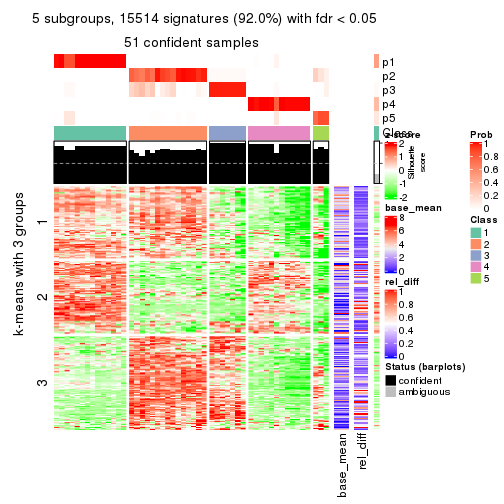 5 subgroups, 15514 signatures (92.0%) with fdr < 0.05
51 confident samples
p1
p2
p3
p4
p5
Class
Silhouette
score
k-means with 3 groups
1
2
3
base_mean
rel_diff
z-score
2
1
0
-1
-2
base_mean
8
6
4
2
0
rel_diff
1
0.8
0.6
0.4
0.2
0
Status (barplots)
confident
ambiguous
Prob
1
0.8
0.6
0.4
0.2
0
Class
1
2
3
4
5